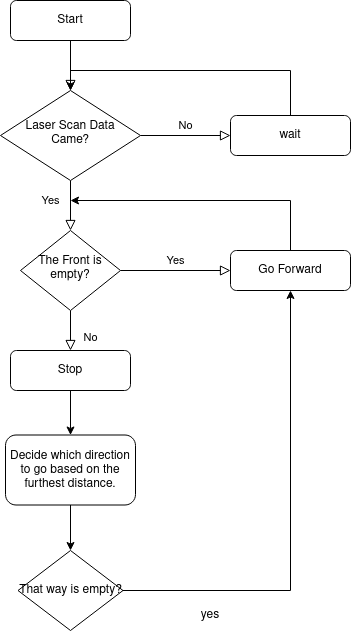 Start
Laser Scan Data
Came?
No
wait
Yes
The Front is
empty?
Yes
Go Forward
No
Stop
Decide which direction
to go based on the
furthest distance.
That way is empty?
yes